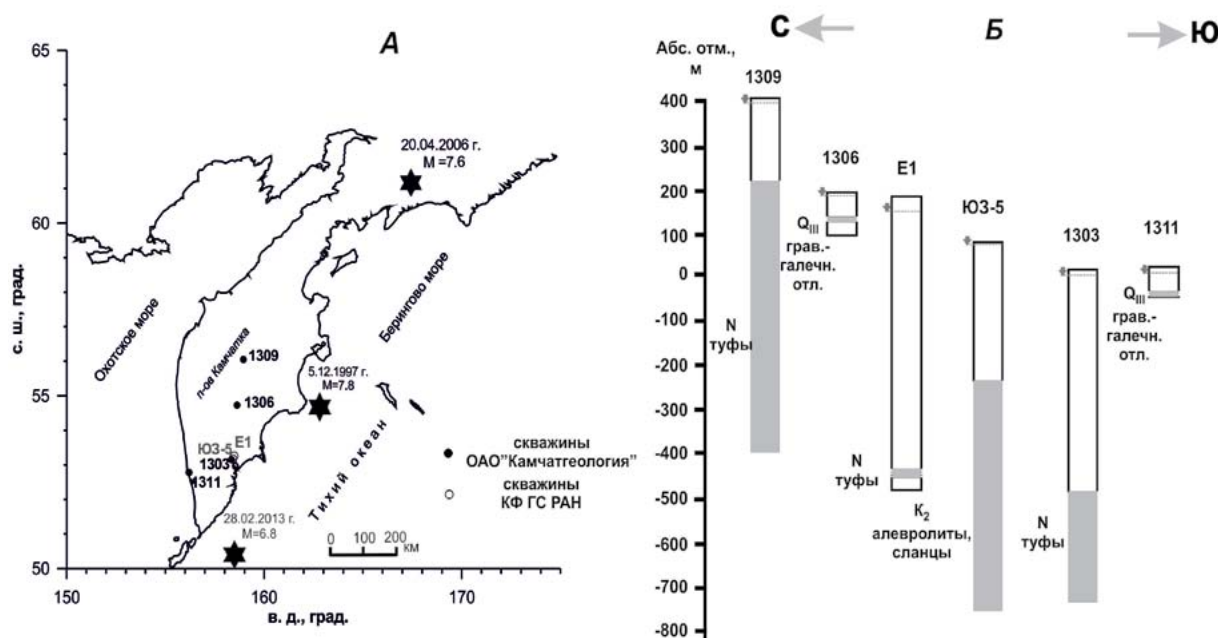 А
65
60
55
50
150
160
170
с. ш., град.
в. д., град.
20.04.2006 г.
М =7.6
Охотское море
Берингово море
п-ов Камчатка
1309
5.12.1997 г.
М=7.8
1306
ЮЗ-5
Е1
1303
1311
Тихий океан
28.02.2013 г.
М=6.8
0 100 200
км
скважины
ОАО"Камчатгеология"
скважины
КФ ГС РАН
С
Б
Ю
Абс. отм.,
м
400
300
200
100
0
-100
-200
-300
-400
-500
-600
-700
-800
1309
N
туфы
1306
QIII
грав.-
галечн.
отл.
Е1
N
туфы
ЮЗ-5
К2
алевролиты,
сланцы
1303
N
туфы
1311
QIII
грав.-
галечн.
отл.